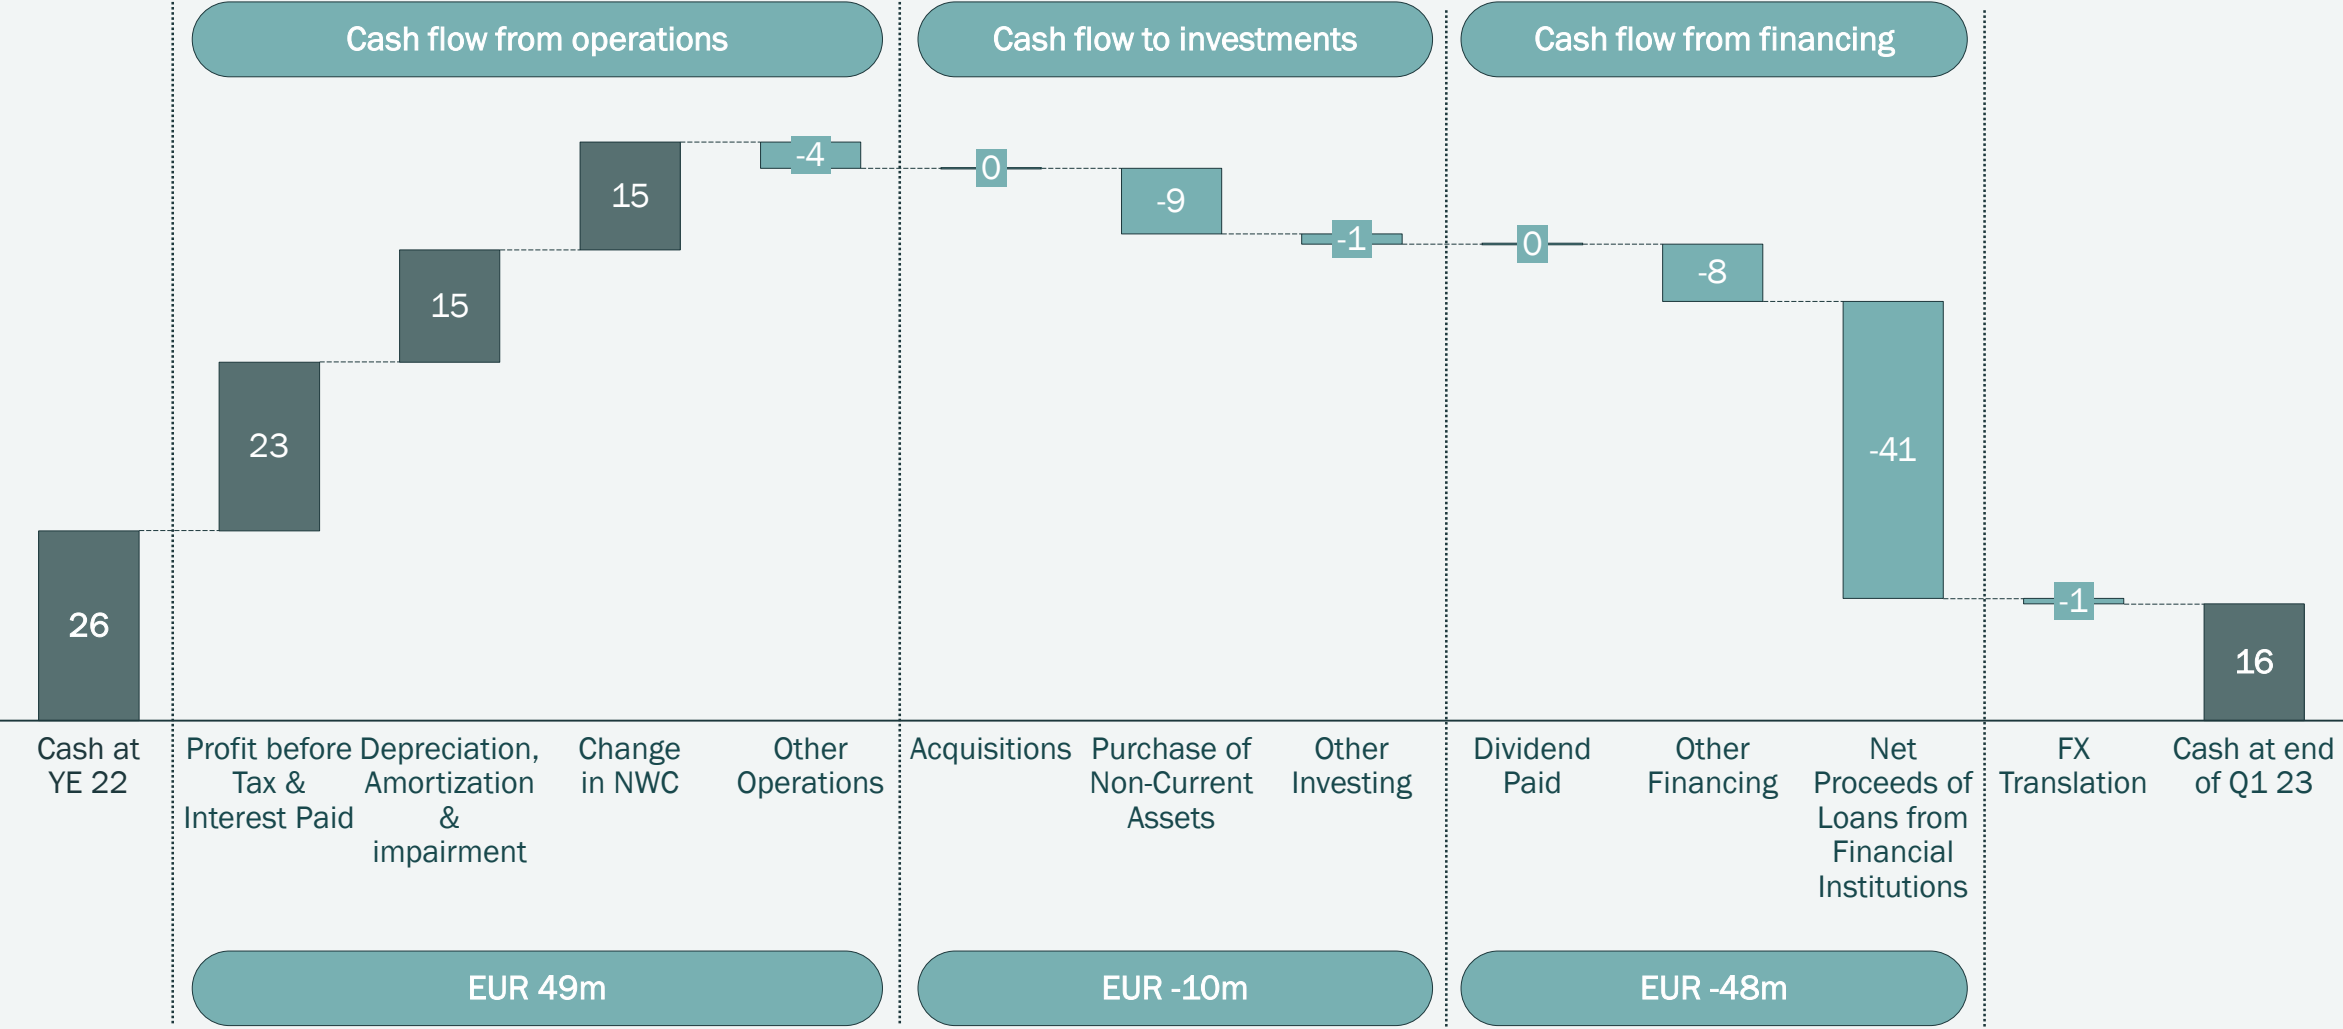 Cash flow from operations
Cash flow to investments
Cash flow from financing
26
23
15
15
-4
0
-9
-1
0
-8
-41
-1
16
Cash at
YE 22
Profit before
Tax &
Interest Paid
Depreciation,
Amortization
&
impairment
Change
in NWC
Other
Operations
Acquisitions
Purchase of
Non-Current
Assets
Other
Investing
Dividend
Paid
Other
Financing
Net
Proceeds of
Loans from
Financial
Institutions
FX
Translation
Cash at end
of Q1 23
EUR 49m
EUR -10m
EUR -48m